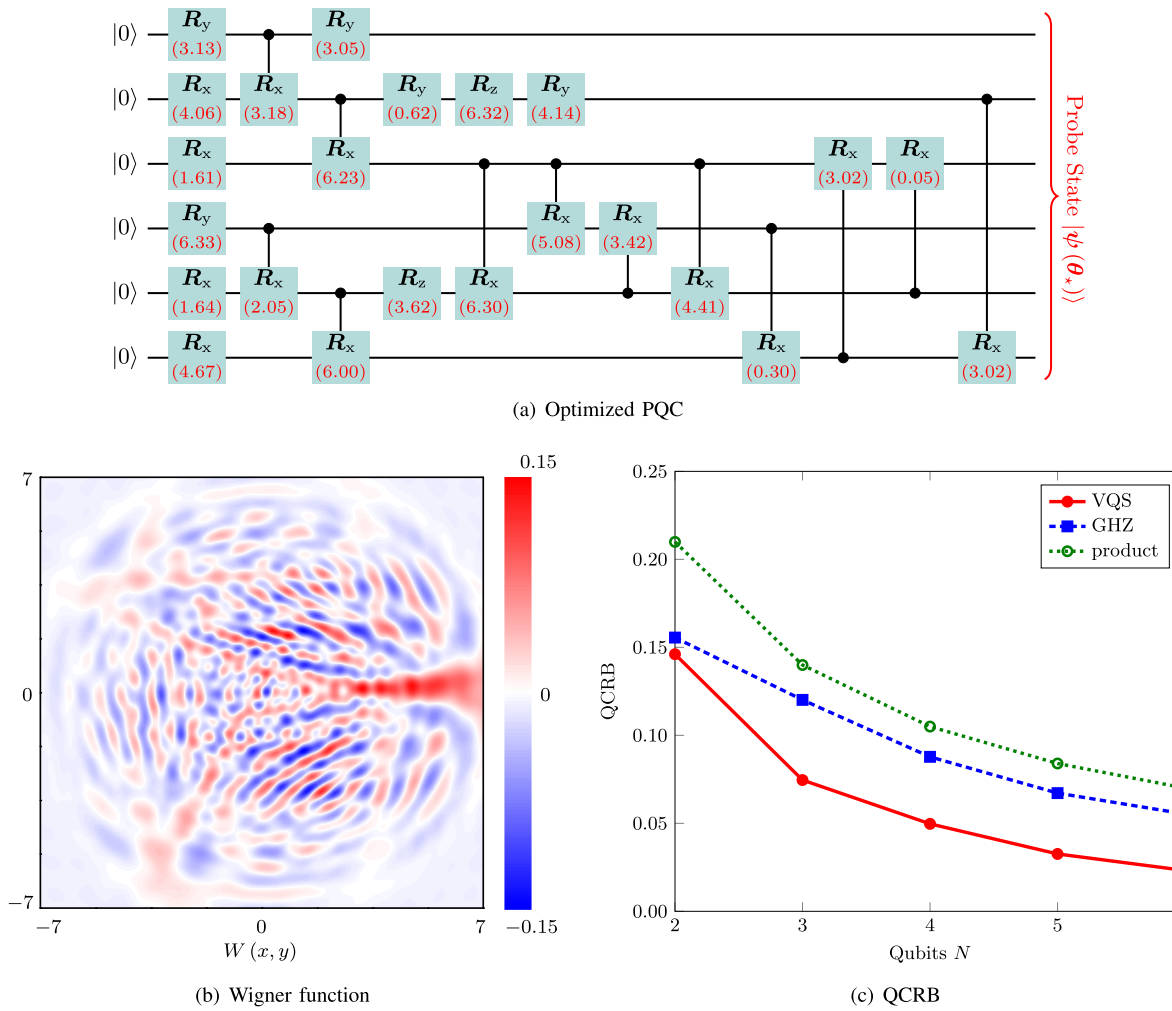 |0⟩ R_y R_y
(3.13) (3.05)
|0⟩ R_x R_x R_y R_z R_y
(4.06) (3.18) (0.62) (6.32) (4.14)
|0⟩ R_x R_x R_x R_x
(1.61) (6.23) (3.02) (0.05)
|0⟩ R_y R_x R_x
(6.33) (5.08) (3.42)
|0⟩ R_x R_x R_z R_x R_x
(1.64) (2.05) (3.62) (6.30) (4.41)
|0⟩ R_x R_x R_x R_x
(4.67) (6.00) (0.30) (3.02)
Probe State |ψ(θ⋆)⟩
(a) Optimized PQC
7
0
−7
−7 0 7
W (x, y)
0.15
0
−0.15
(b) Wigner function
0.25
0.20
0.15
0.10
0.05
0.00
QCRB
2 3 4 5
Qubits N
VQS
GHZ
product
(c) QCRB